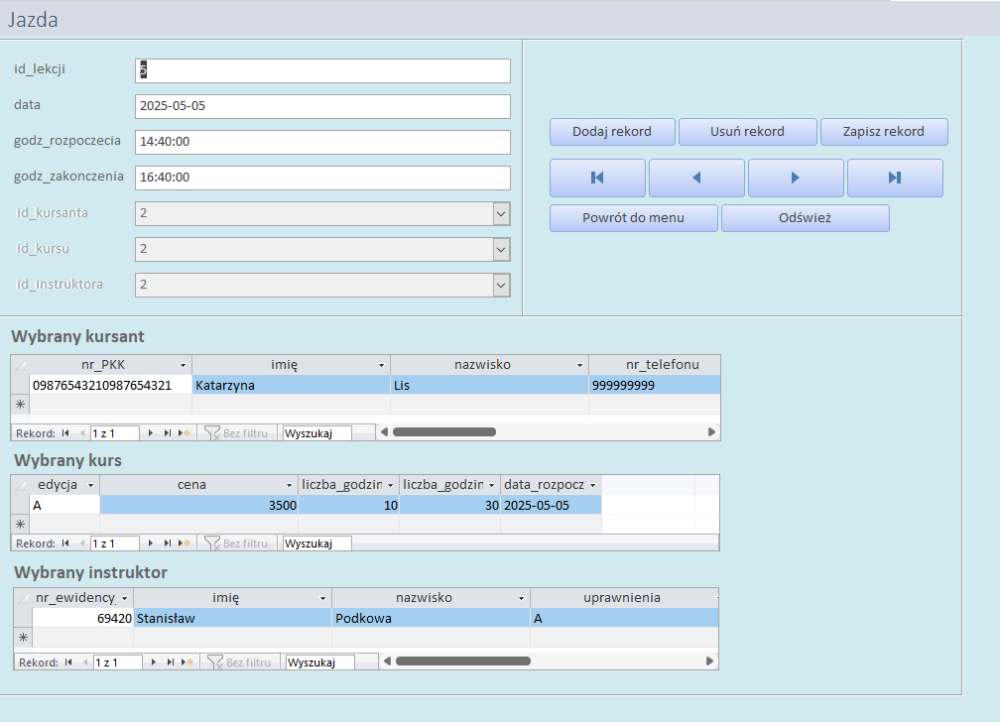 Jazda
id_lekcji 5
data 2025-05-05
godz_rozpoczecia 14:40:00
godz_zakonczenia 16:40:00
id_kursanta 2
id_kursu 2
id_instruktora 2
Dodaj rekord Usuń rekord Zapisz rekord
Powrót do menu Odśwież
Wybrany kursant
nr_PKK imię nazwisko nr_telefonu
09876543210987654321 Katarzyna Lis 999999999
Rekord: 1 z 1 Bez filtru Wyszukaj
Wybrany kurs
edycja cena liczba_godzin liczba_godzin data_rozpocz
A 3500 10 30 2025-05-05
Rekord: 1 z 1 Bez filtru Wyszukaj
Wybrany instruktor
nr_ewidency imię nazwisko uprawnienia
69420 Stanisław Podkowa A
Rekord: 1 z 1 Bez filtru Wyszukaj